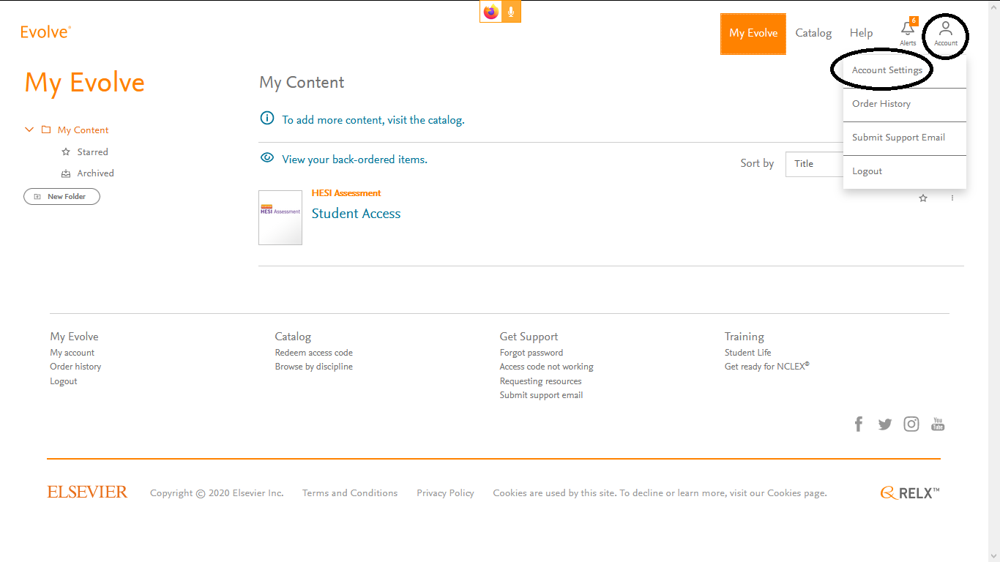 Evolve®
My Evolve
Catalog
Help
6
Alerts
Account
Account Settings
Order History
Submit Support Email
Logout
My Evolve
My Content
Starred
Archived
New Folder
My Content
To add more content, visit the catalog.
View your back-ordered items.
Sort by
Title
HESI Assessment
HESI Assessment
Student Access
My Evolve
My account
Order history
Logout
Catalog
Redeem access code
Browse by discipline
Get Support
Forgot password
Access code not working
Requesting resources
Submit support email
Training
Student Life
Get ready for NCLEX®
You
Tube
ELSEVIER
Copyright © 2020 Elsevier Inc.
Terms and Conditions
Privacy Policy
Cookies are used by this site. To decline or learn more, visit our Cookies page.
RELX™